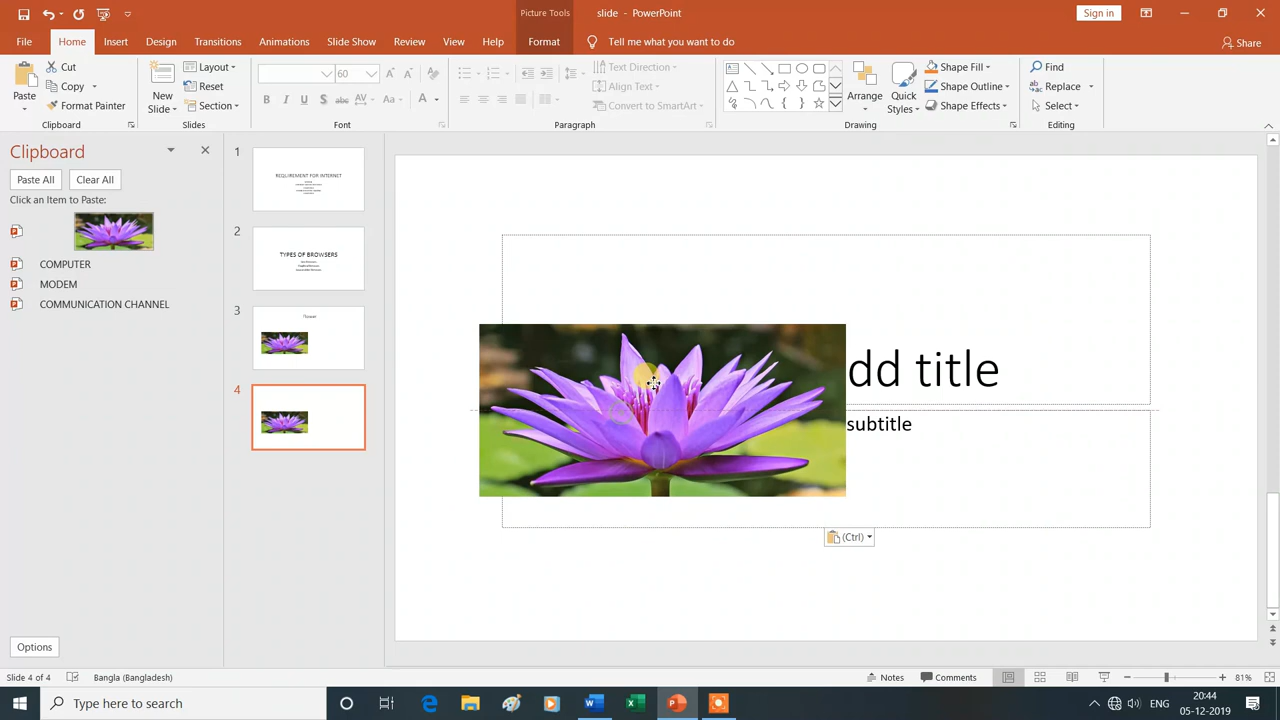 Picture Tools
slide - PowerPoint
Sign in
File
Home
Insert
Design
Transitions
Animations
Slide Show
Review
View
Help
Format
Tell me what you want to do
Share
Paste
Cut
Copy
Format Painter
Clipboard
New Slide
Layout
Reset
Section
Slides
60
B
I
U
S
abc
AV
Aa
A
Font
Text Direction
Align Text
Convert to SmartArt
Paragraph
Arrange
Quick Styles
Shape Fill
Shape Outline
Shape Effects
Drawing
Find
Replace
Select
Editing
Clipboard
Paste All
Clear All
Click an Item to Paste:
COMPUTER
MODEM
COMMUNICATION CHANNEL
Options
1
REQUIREMENT FOR INTERNET
2
TYPES OF BROWSERS
3
Flower
4
dd title
subtitle
(Ctrl)
Slide 4 of 4
Bangla (Bangladesh)
Notes
Comments
81%
Type here to search
ENG
20:44
05-12-2019